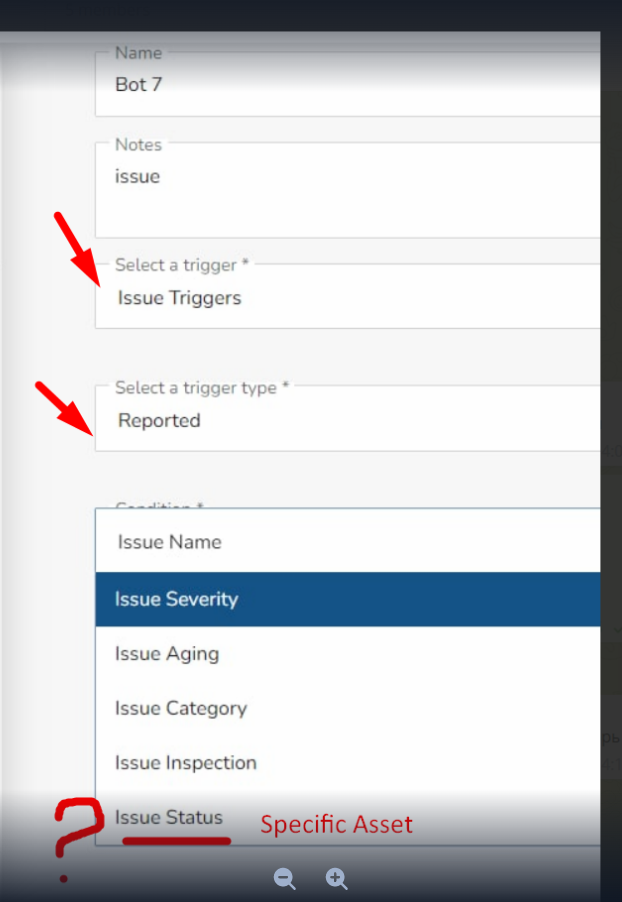 Name
Bot 7
Notes
issue
Select a trigger *
Issue Triggers
Select a trigger type *
Reported
Condition *
Issue Name
Issue Severity
Issue Aging
Issue Category
Issue Inspection
? Issue Status Specific Asset